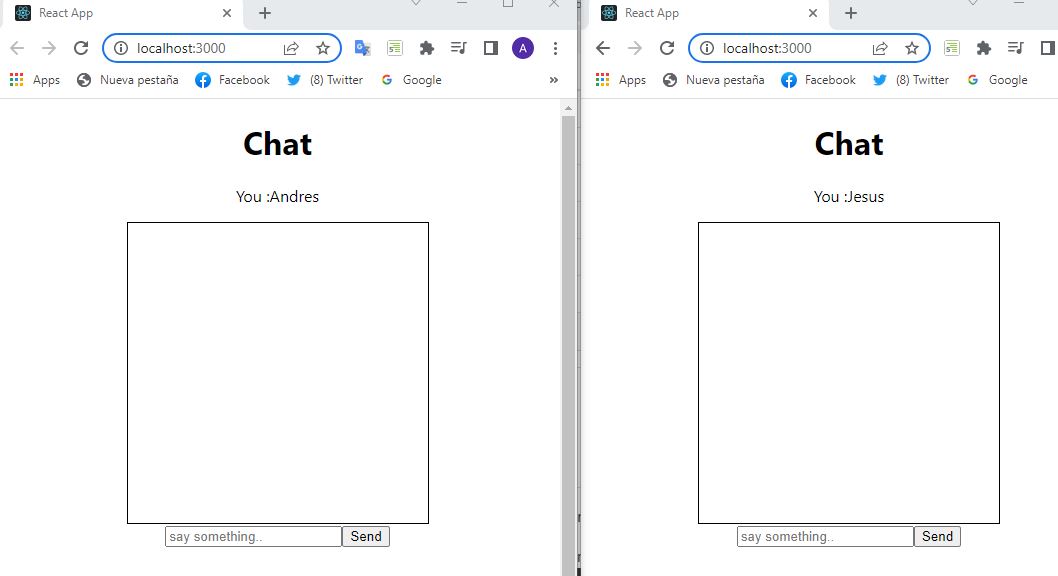 React App
localhost:3000
A
Apps Nueva pestaña Facebook (8) Twitter Google »
Chat
You :Andres
say something.. Send
React App
localhost:3000
Apps Nueva pestaña Facebook (8) Twitter Google
Chat
You :Jesus
say something.. Send